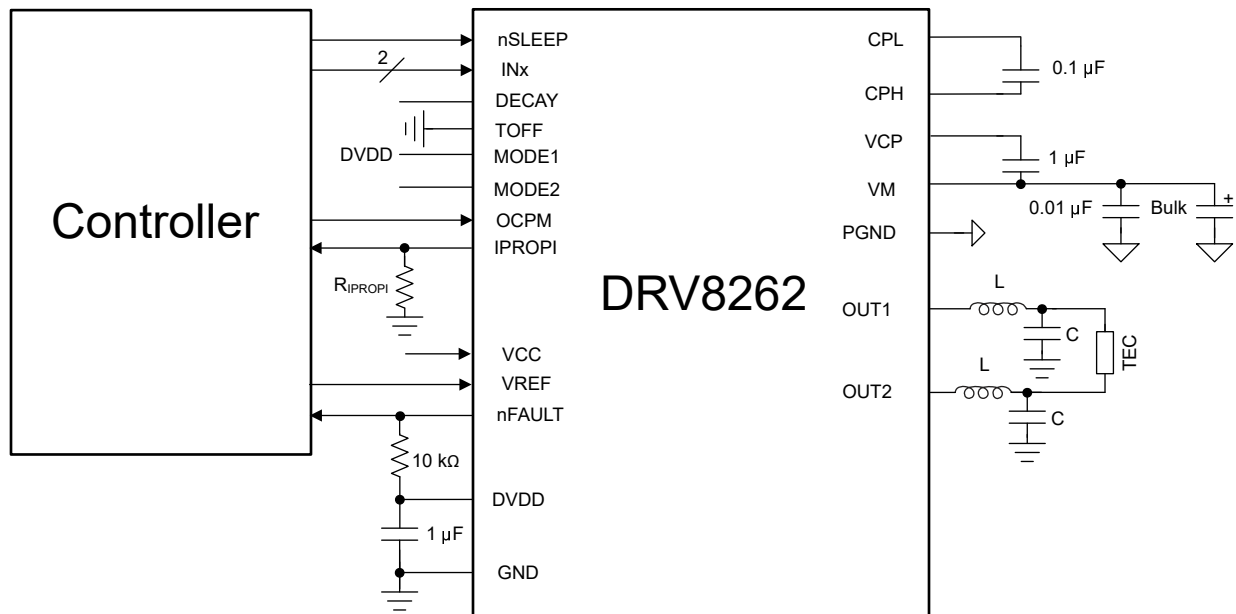 Controller
2
DVDD
R_IPROPI
10 kΩ
1 µF
nSLEEP
INx
DECAY
TOFF
MODE1
MODE2
OCPM
IPROPI
VCC
VREF
nFAULT
DVDD
GND
DRV8262
CPL
CPH
VCP
VM
PGND
OUT1
OUT2
0.1 µF
1 µF
0.01 µF
Bulk
+
L
C
TEC
L
C